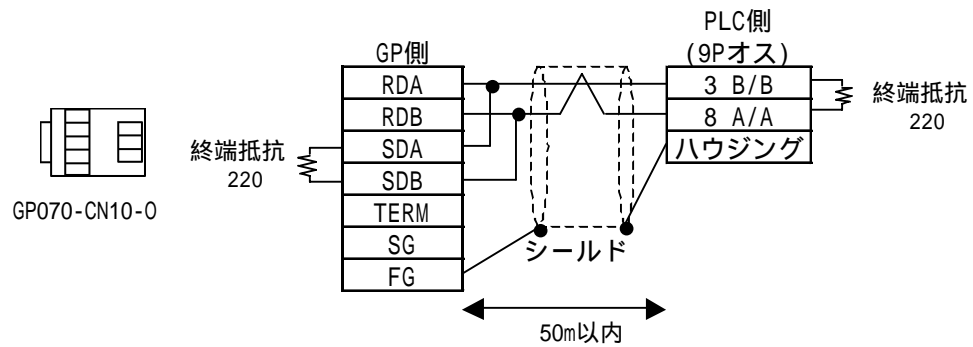 PLC側
(9Pオス)
GP側
RDA
RDB
SDA
SDB
TERM
SG
FG
3 B/B
8 A/A
ハウジング
終端抵抗
220
終端抵抗
220
GP070-CN10-O
シールド
50m以内